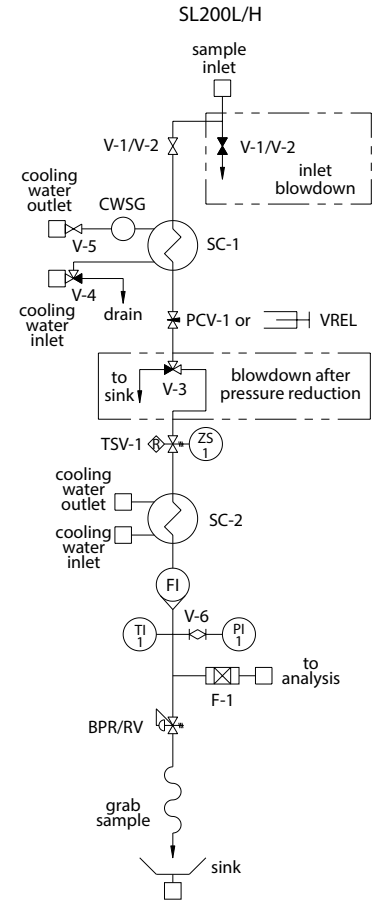 SL200L/H
sample
inlet
V-1/V-2
V-1/V-2
inlet
blowdown
cooling
water
outlet
CWSG
V-5
SC-1
V-4
cooling
water
inlet
drain
PCV-1 or
VREL
to
sink
V-3
blowdown after
pressure reduction
TSV-1
R
ZS
1
cooling
water
outlet
cooling
water
inlet
SC-2
FI
V-6
TI
1
PI
1
to
analysis
F-1
BPR/RV
grab
sample
sink